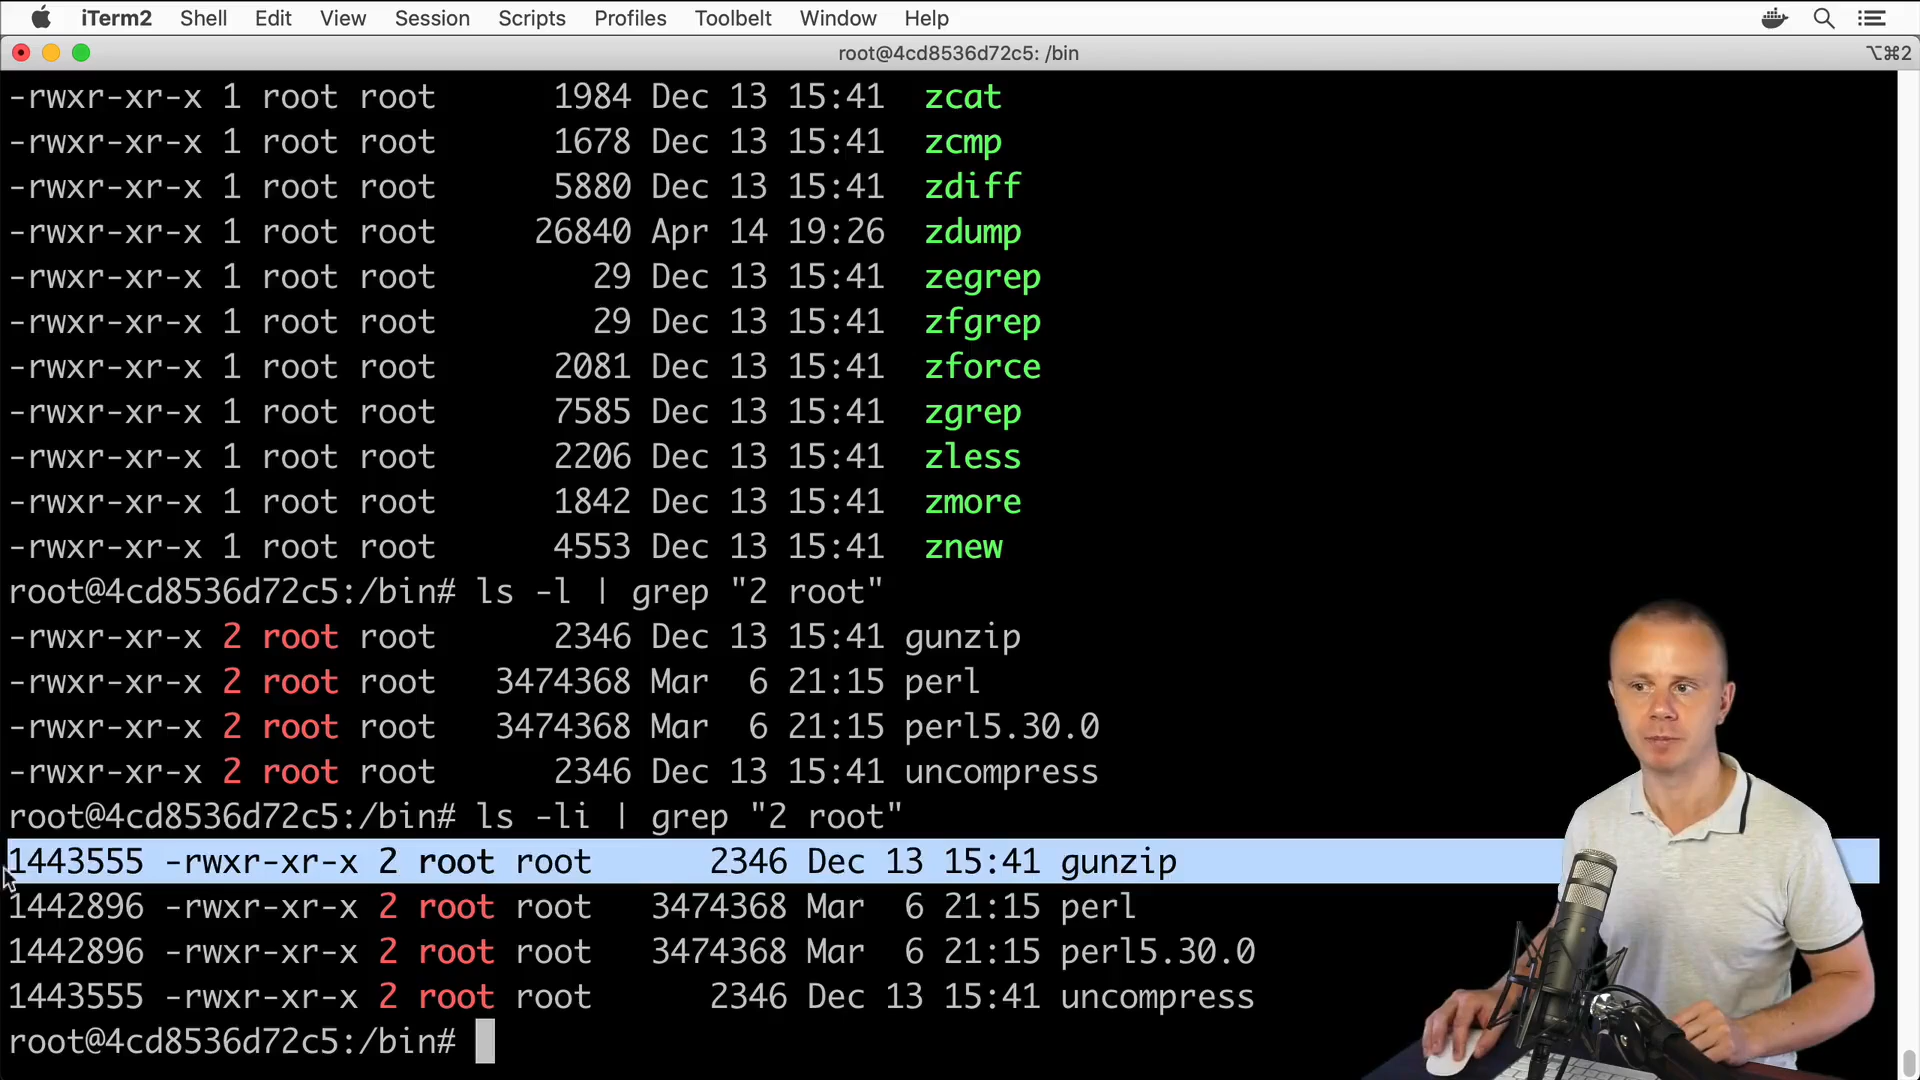 iTerm2 Shell Edit View Session Scripts Profiles Toolbelt Window Help
root@4cd8536d72c5: /bin ⌥⌘2
-rwxr-xr-x 1 root root 1984 Dec 13 15:41 zcat
-rwxr-xr-x 1 root root 1678 Dec 13 15:41 zcmp
-rwxr-xr-x 1 root root 5880 Dec 13 15:41 zdiff
-rwxr-xr-x 1 root root 26840 Apr 14 19:26 zdump
-rwxr-xr-x 1 root root 29 Dec 13 15:41 zegrep
-rwxr-xr-x 1 root root 29 Dec 13 15:41 zfgrep
-rwxr-xr-x 1 root root 2081 Dec 13 15:41 zforce
-rwxr-xr-x 1 root root 7585 Dec 13 15:41 zgrep
-rwxr-xr-x 1 root root 2206 Dec 13 15:41 zless
-rwxr-xr-x 1 root root 1842 Dec 13 15:41 zmore
-rwxr-xr-x 1 root root 4553 Dec 13 15:41 znew
root@4cd8536d72c5:/bin# ls -l | grep "2 root"
-rwxr-xr-x 2 root root 2346 Dec 13 15:41 gunzip
-rwxr-xr-x 2 root root 3474368 Mar 6 21:15 perl
-rwxr-xr-x 2 root root 3474368 Mar 6 21:15 perl5.30.0
-rwxr-xr-x 2 root root 2346 Dec 13 15:41 uncompress
root@4cd8536d72c5:/bin# ls -li | grep "2 root"
1443555 -rwxr-xr-x 2 root root 2346 Dec 13 15:41 gunzip
1442896 -rwxr-xr-x 2 root root 3474368 Mar 6 21:15 perl
1442896 -rwxr-xr-x 2 root root 3474368 Mar 6 21:15 perl5.30.0
1443555 -rwxr-xr-x 2 root root 2346 Dec 13 15:41 uncompress
root@4cd8536d72c5:/bin#